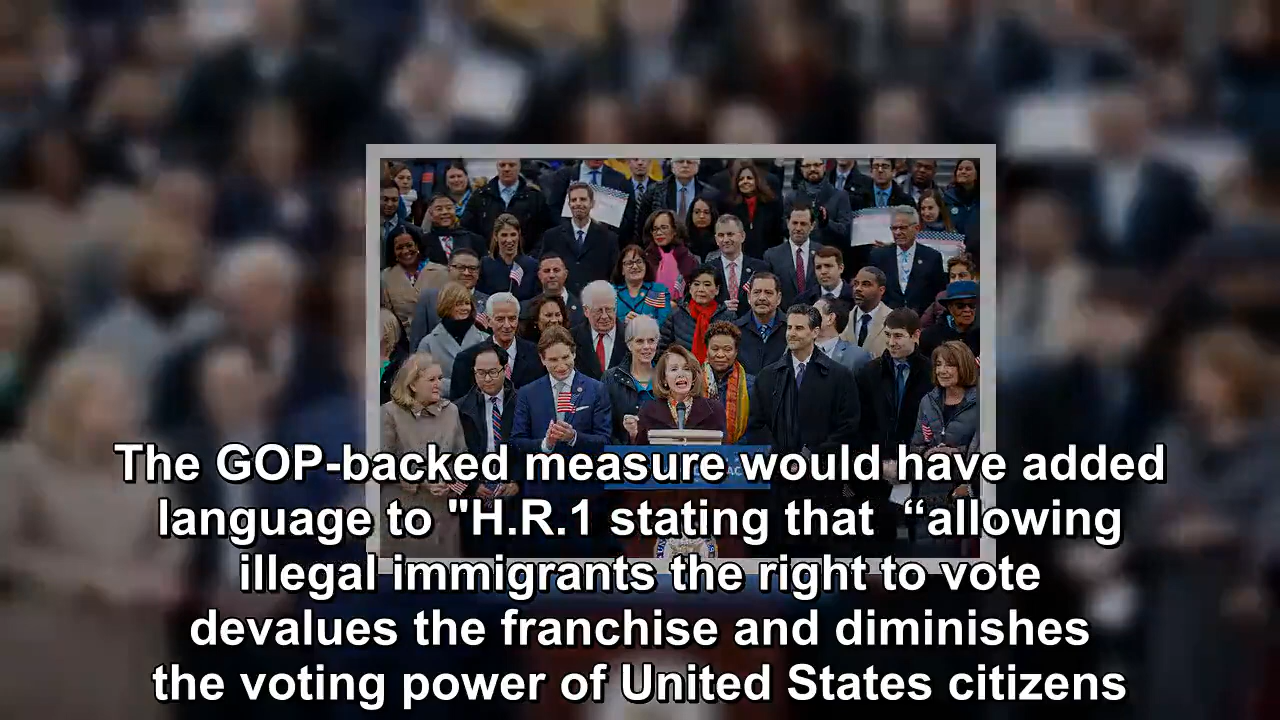 The GOP-backed measure would have added
language to "H.R.1 stating that “allowing
illegal immigrants the right to vote
devalues the franchise and diminishes
the voting power of United States citizens